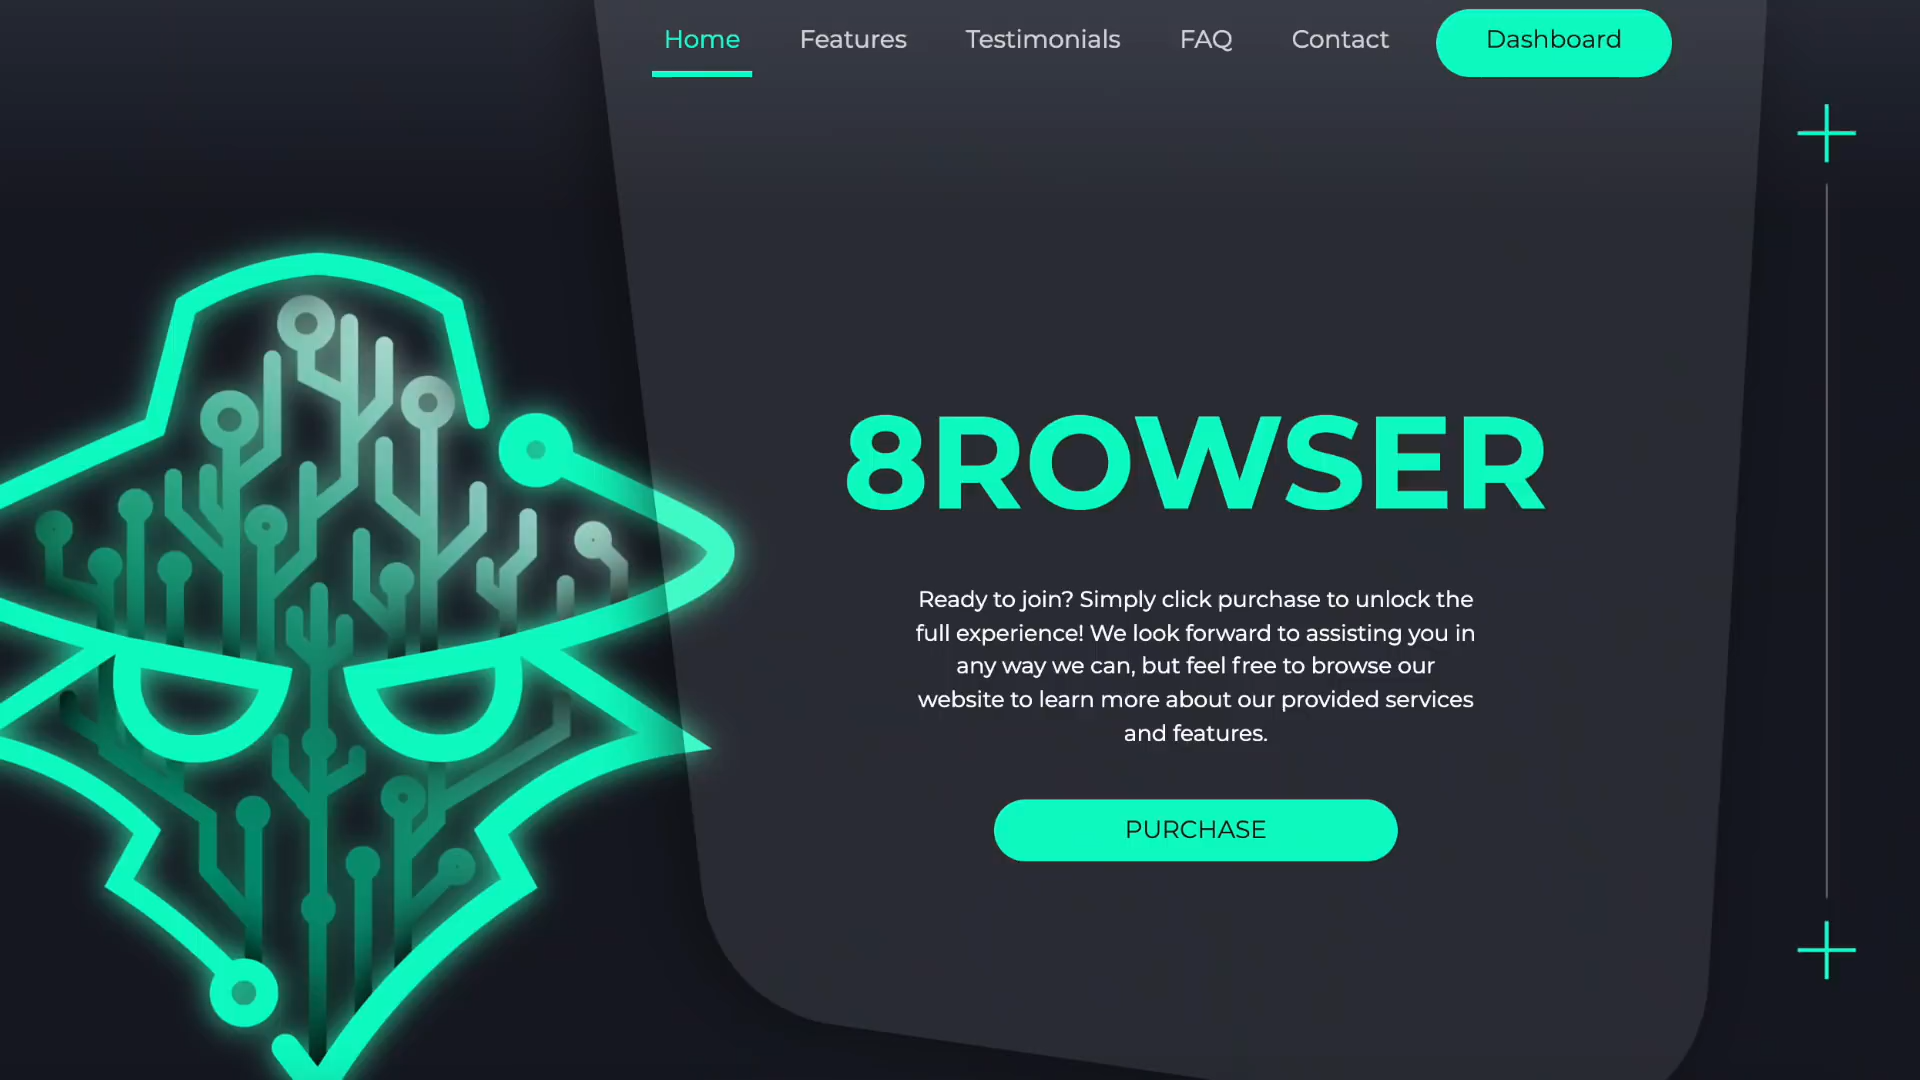 Home Features Testimonials FAQ Contact Dashboard
8ROWSER
Ready to join? Simply click purchase to unlock the
full experience! We look forward to assisting you in
any way we can, but feel free to browse our
website to learn more about our provided services
and features.
PURCHASE